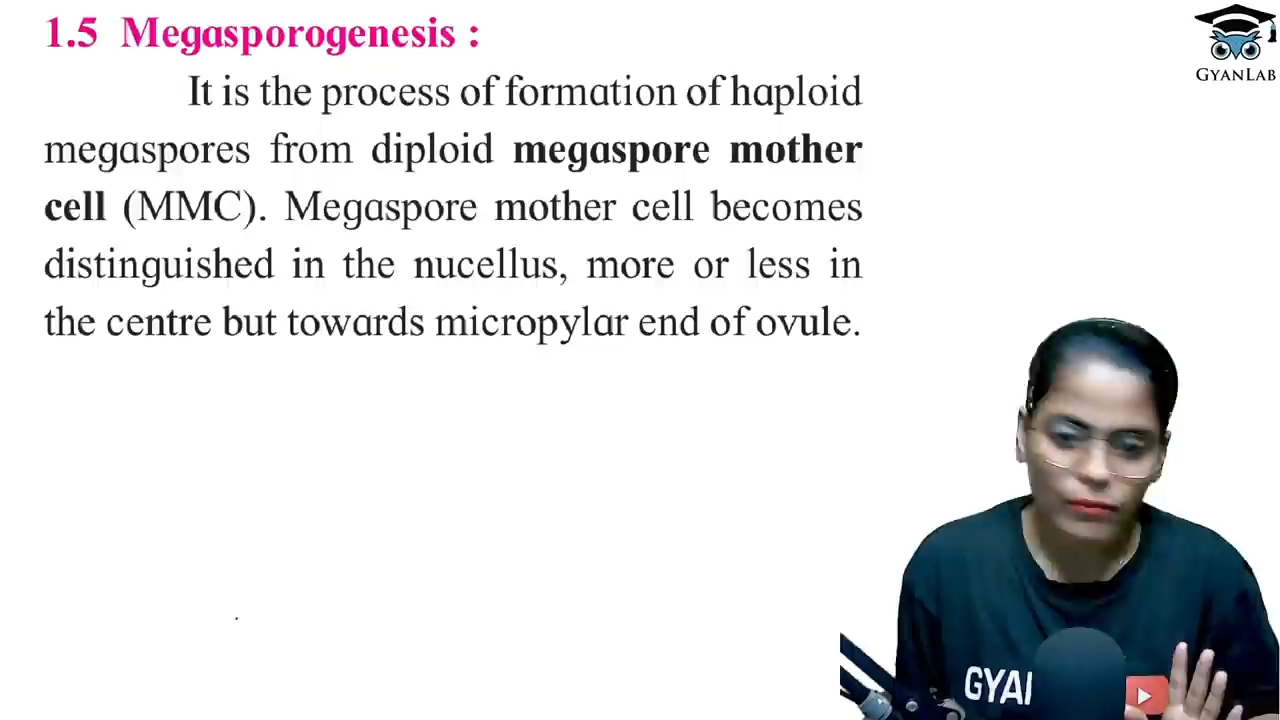 1.5 Megasporogenesis :
It is the process of formation of haploid
megaspores from diploid megaspore mother
cell (MMC). Megaspore mother cell becomes
distinguished in the nucellus, more or less in
the centre but towards micropylar end of ovule.
GYANLAB
GYAI